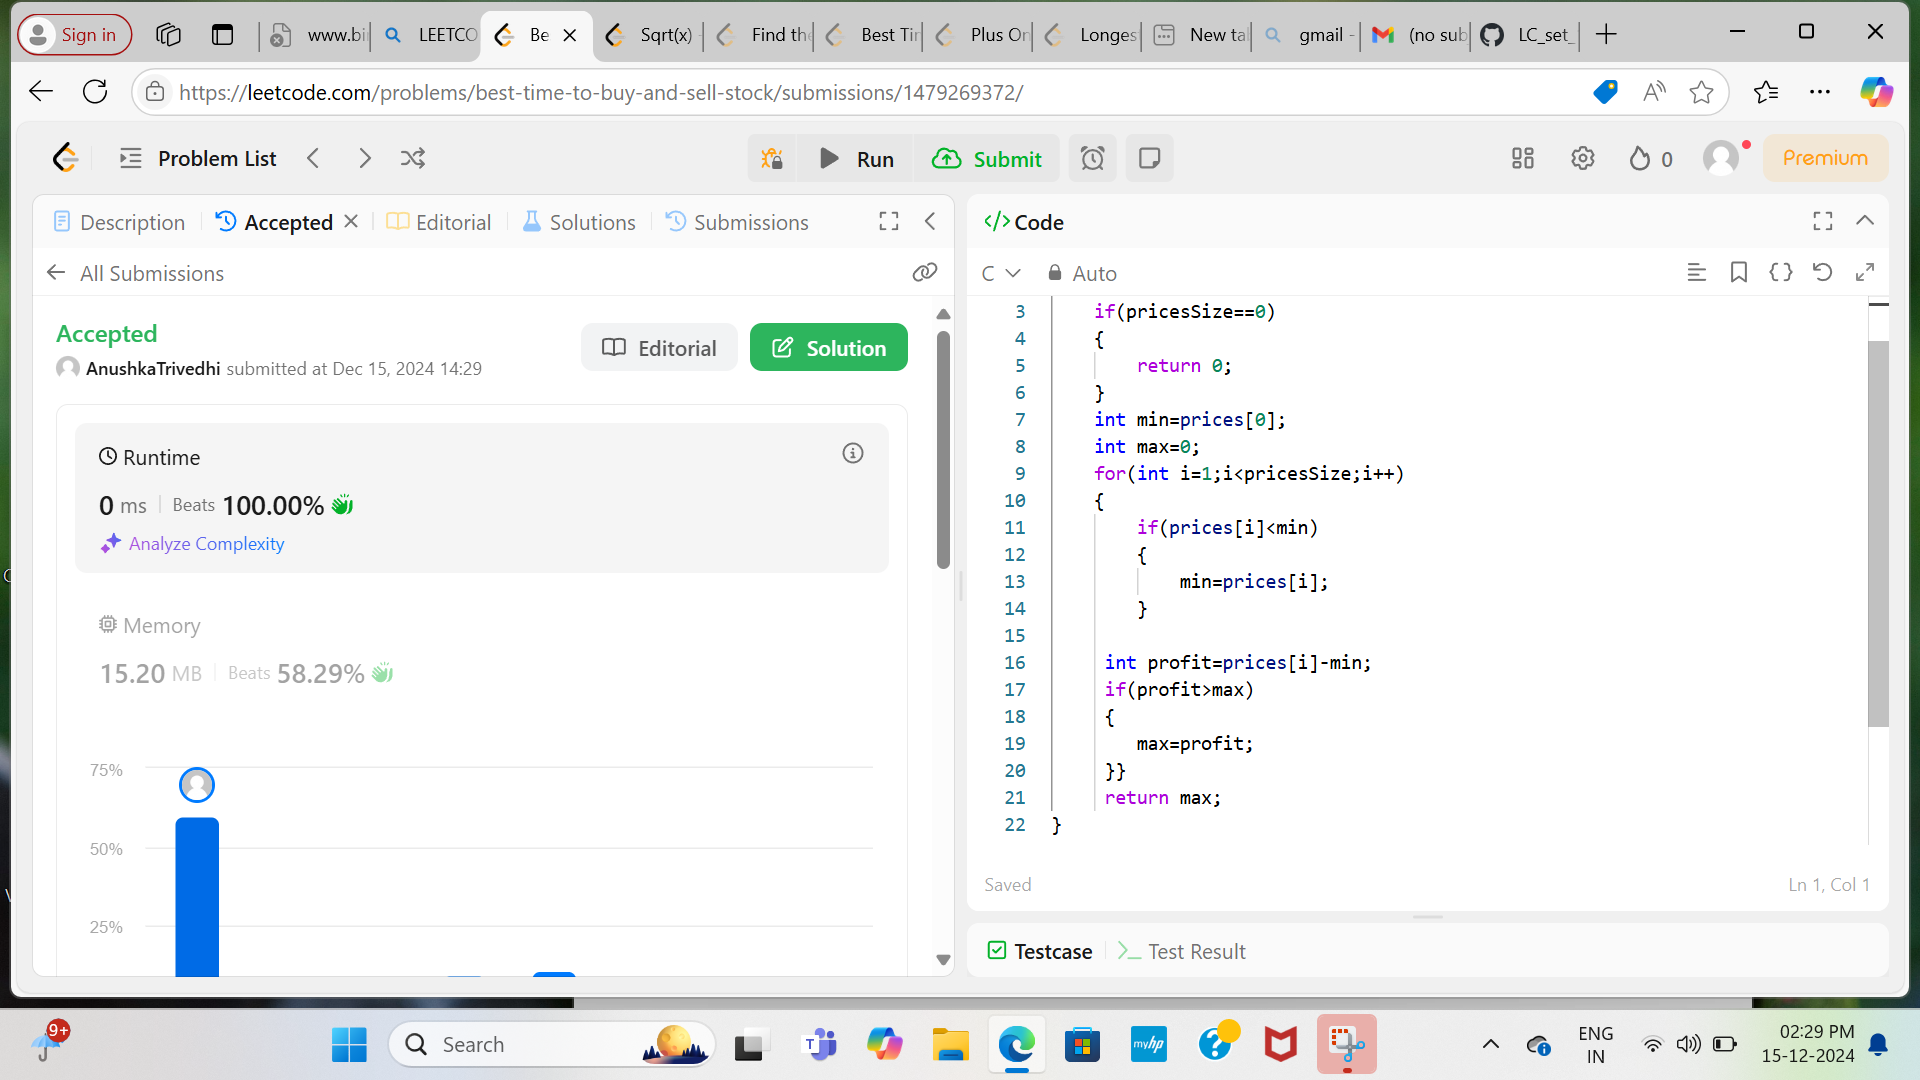 Sign in
www.bi
LEETCO
Be
Sqrt(x) -
Find the
Best Tir
Plus On
Longes
New tal
gmail -
(no sub
LC_set_
https://leetcode.com/problems/best-time-to-buy-and-sell-stock/submissions/1479269372/
Problem List
Run
Submit
0
Premium
Description
Accepted
Editorial
Solutions
Submissions
All Submissions
Accepted
AnushkaTrivedhi submitted at Dec 15, 2024 14:29
Editorial
Solution
Runtime
0 ms
Beats 100.00%
Analyze Complexity
Memory
15.20 MB
Beats 58.29%
75%
50%
25%
</> Code
C
Auto
3 if(pricesSize==0)
4 {
5 return 0;
6 }
7 int min=prices[0];
8 int max=0;
9 for(int i=1;i<pricesSize;i++)
10 {
11 if(prices[i]<min)
12 {
13 min=prices[i];
14 }
15
16 int profit=prices[i]-min;
17 if(profit>max)
18 {
19 max=profit;
20 }}
21 return max;
22 }
Saved
Ln 1, Col 1
Testcase
Test Result
9+
Search
myhp
ENG
IN
02:29 PM
15-12-2024